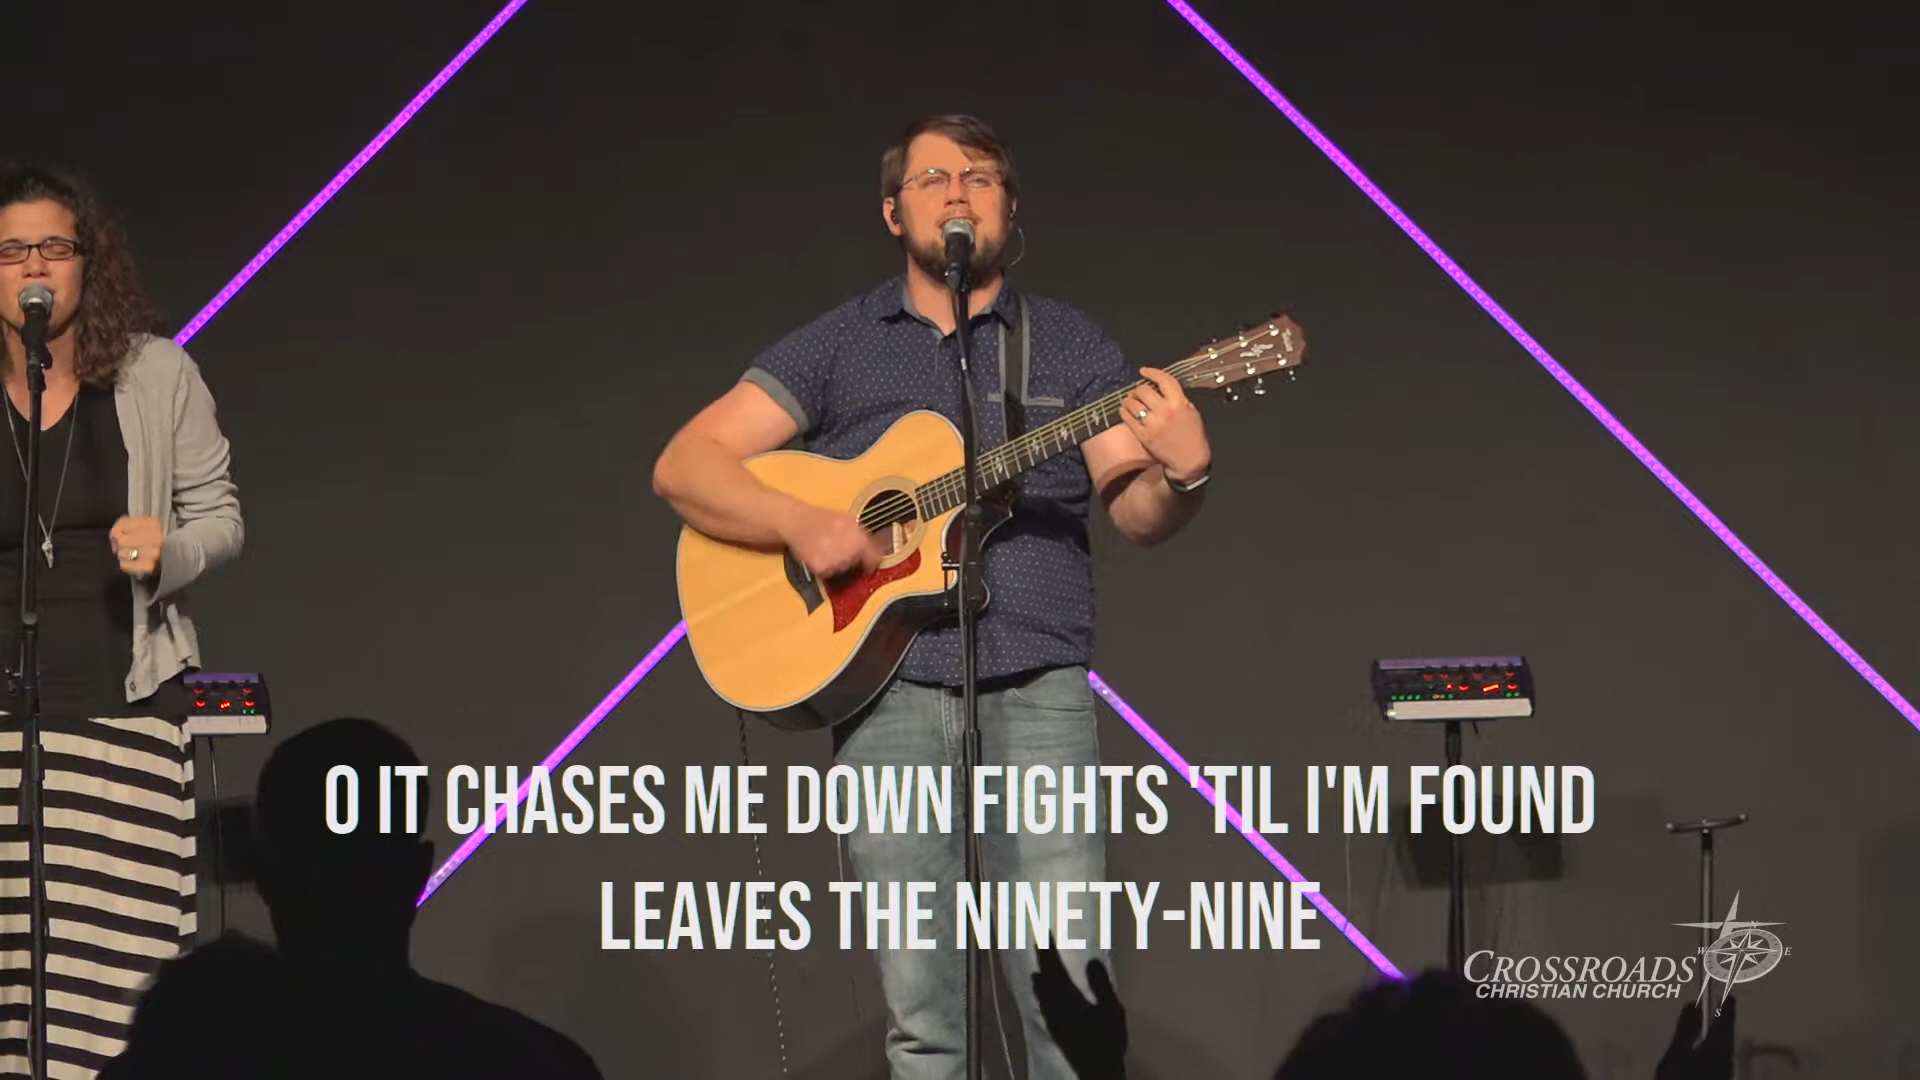 O IT CHASES ME DOWN FIGHTS 'TIL I'M FOUND
LEAVES THE NINETY-NINE
CROSSROADS
CHRISTIAN CHURCH
N
W
E
S